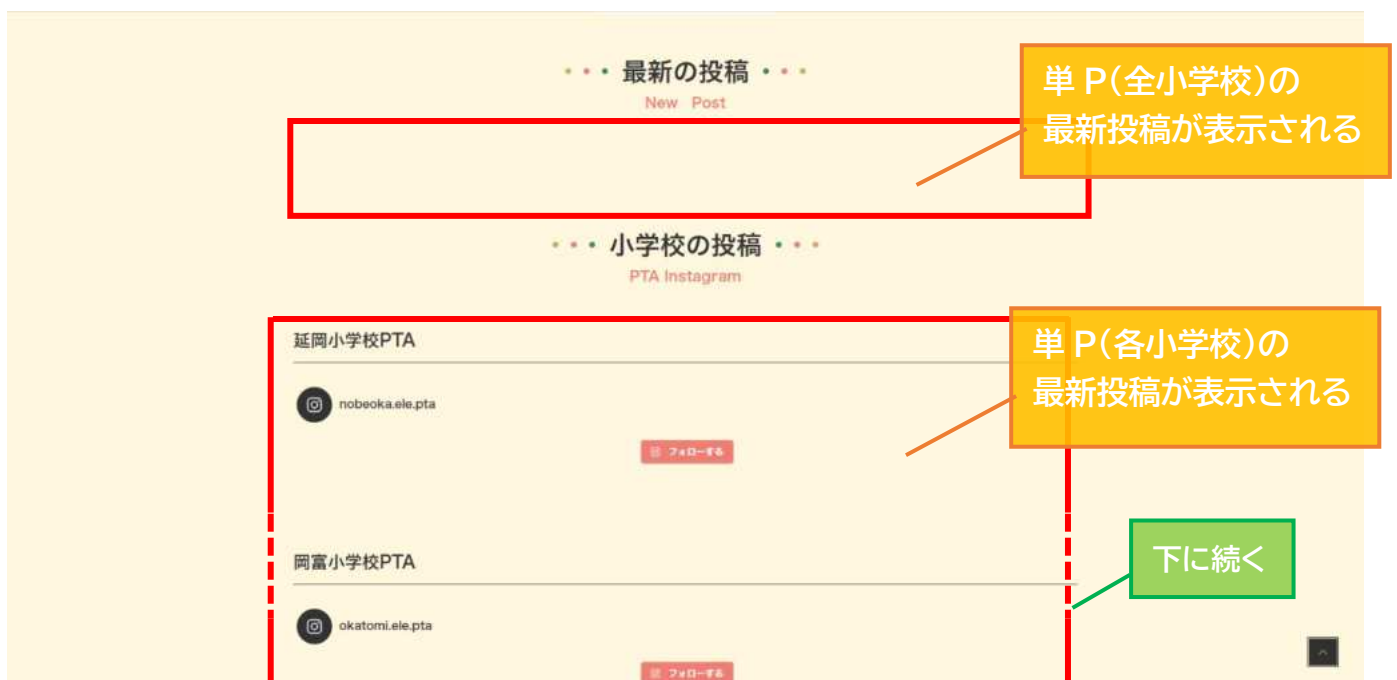 ・・・ 最新の投稿 ・・・
New Post
単 P(全小学校)の
最新投稿が表示される
・・・ 小学校の投稿 ・・・
PTA Instagram
単 P(各小学校)の
最新投稿が表示される
延岡小学校PTA
nobeoka.ele.pta
フォローする
下に続く
岡富小学校PTA
okatomi.ele.pta
フォローする